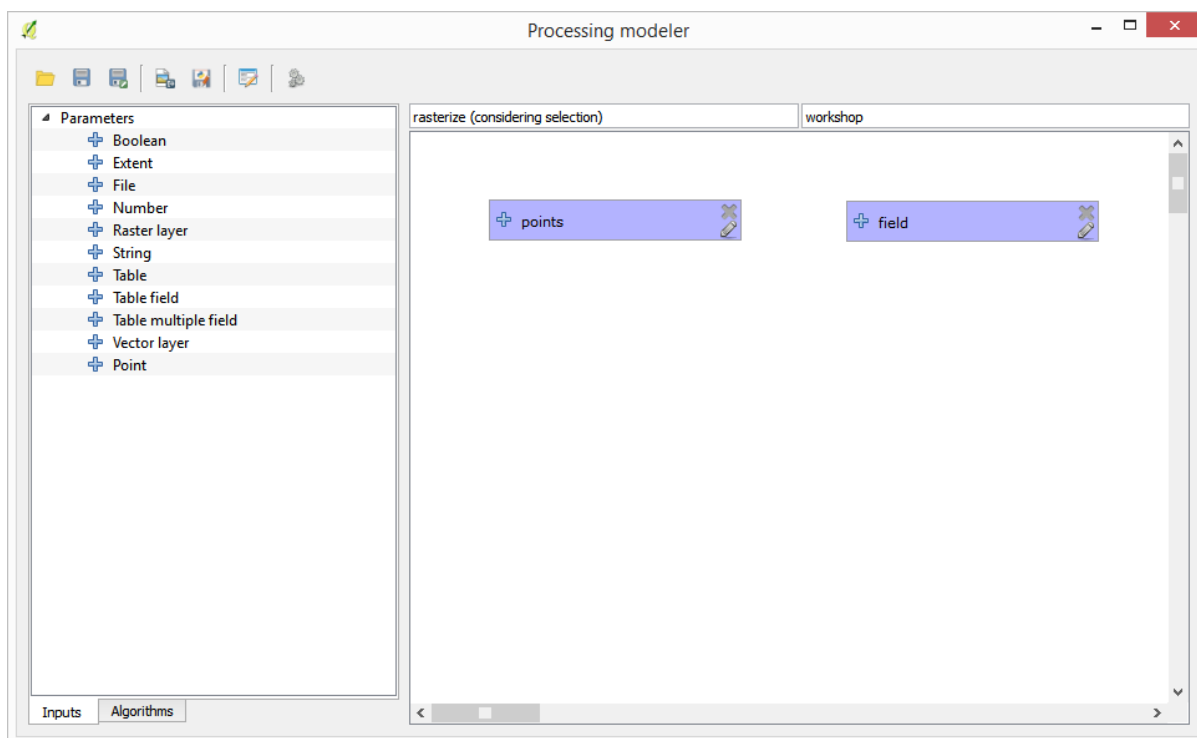 Processing modeler
Parameters
Boolean
Extent
File
Number
Raster layer
String
Table
Table field
Table multiple field
Vector layer
Point
Inputs Algorithms
rasterize (considering selection) workshop
points field